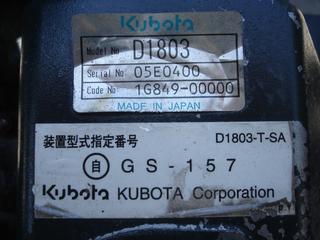 Kubota
Model No D1803
Serial No 05E0400
Code No 1G849-00000
MADE IN JAPAN
装置型式指定番号 D1803-T-SA
自 GS-157
Kubota KUBOTA Corporation